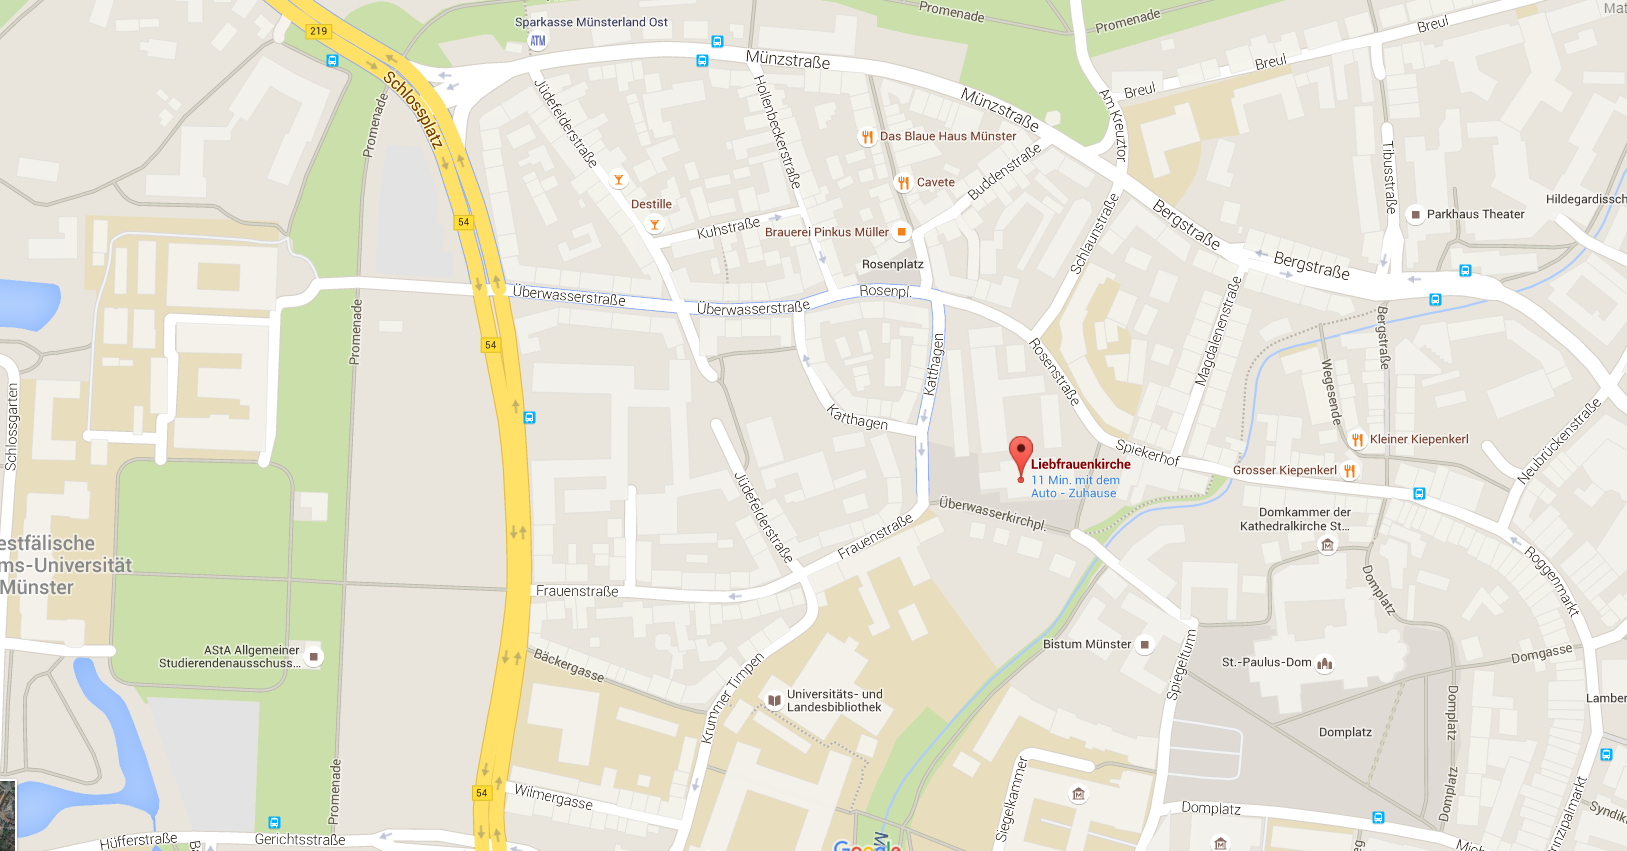 Sparkasse Münsterland Ost
ATM
Promenade
Promenade
Breul
Mat
219
Münzstraße
Breul
Schlossplatz
Jüdefelderstraße
Hollenbeckerstraße
Münzstraße
Am Kreuztor
Breul
Promenade
Das Blaue Haus Münster
Tibusstraße
Cavete
Buddenstraße
Destille
Kuhstraße
Brauerei Pinkus Müller
Schlaunstraße
Bergstraße
Parkhaus Theater
Hildegardissch
54
Rosenplatz
Bergstraße
Überwasserstraße
Überwasserstraße
Rosenpl.
Promenade
54
Katthagen
Rosenstraße
Magdalenenstraße
Bergstraße
Wegesende
Schlossgarten
Katthagen
Spiekerhof
Kleiner Kiepenkerl
Neubrückenstraße
Liebfrauenkirche
11 Min. mit dem
Auto - Zuhause
Grosser Kiepenkerl
Jüdefelderstraße
Überwasserkirchpl.
Domkammer der
Kathedralkirche St...
Frauenstraße
estfälische
ms-Universität
Münster
Frauenstraße
Domplatz
Roggenmarkt
AStA Allgemeiner
Studierendenausschuss...
Bäckergasse
Bistum Münster
Spiegelturm
St.-Paulus-Dom
Domgasse
Krummer Timpen
Universitäts- und
Landesbibliothek
Domplatz
Domplatz
Lamber
Promenade
54
Wilmergasse
Siegelkammer
Domplatz
Domplatz
Prinzipalmarkt
Syndik
Hüfferstraße
Gerichtsstraße
Google